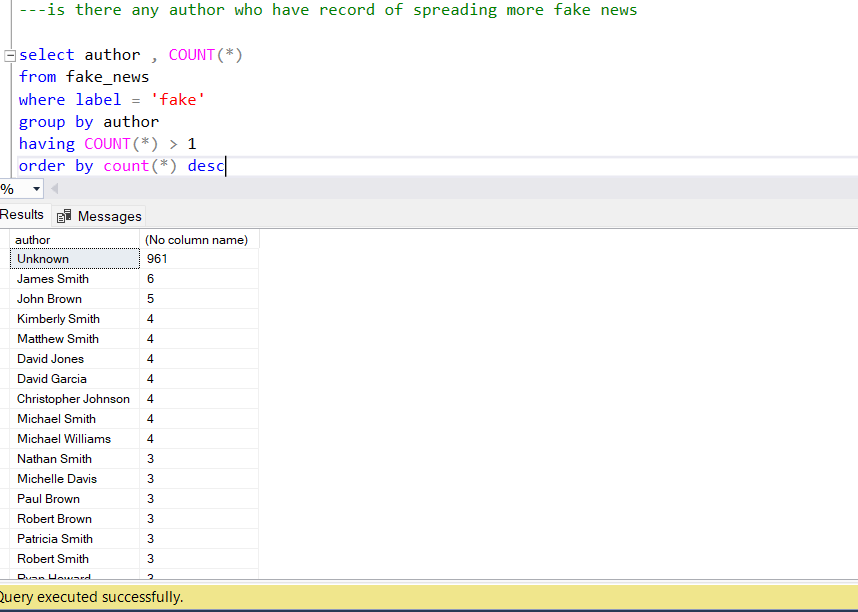 ---is there any author who have record of spreading more fake news
select author , COUNT(*)
from fake_news
where label = 'fake'
group by author
having COUNT(*) > 1
order by count(*) desc
%
Results Messages
author (No column name)
Unknown 961
James Smith 6
John Brown 5
Kimberly Smith 4
Matthew Smith 4
David Jones 4
David Garcia 4
Christopher Johnson 4
Michael Smith 4
Michael Williams 4
Nathan Smith 3
Michelle Davis 3
Paul Brown 3
Robert Brown 3
Patricia Smith 3
Robert Smith 3
Ryan Howard 3
Query executed successfully.